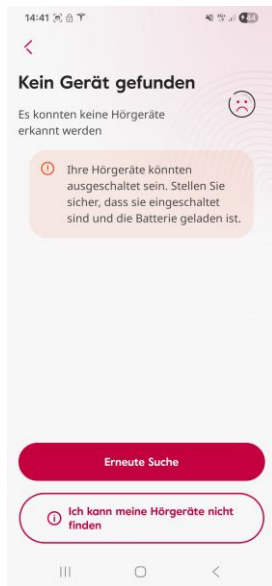 14:41
44
Kein Gerät gefunden
Es konnten keine Hörgeräte
erkannt werden
Ihre Hörgeräte könnten
ausgeschaltet sein. Stellen Sie
sicher, dass sie eingeschaltet
sind und die Batterie geladen ist.
Erneute Suche
Ich kann meine Hörgeräte nicht
finden